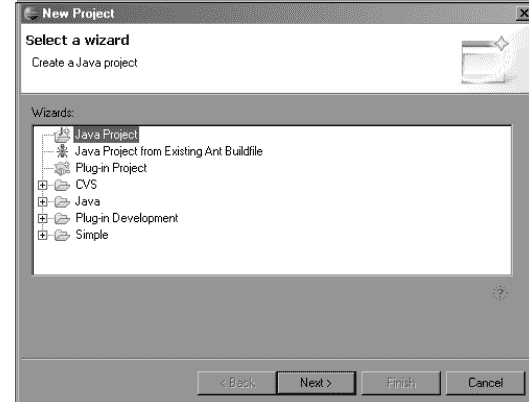 New Project
Select a wizard
Create a Java project
Wizards:
Java Project
Java Project from Existing Ant Buildfile
Plug-in Project
CVS
Java
Plug-in Development
Simple
< Back
Next >
Finish
Cancel